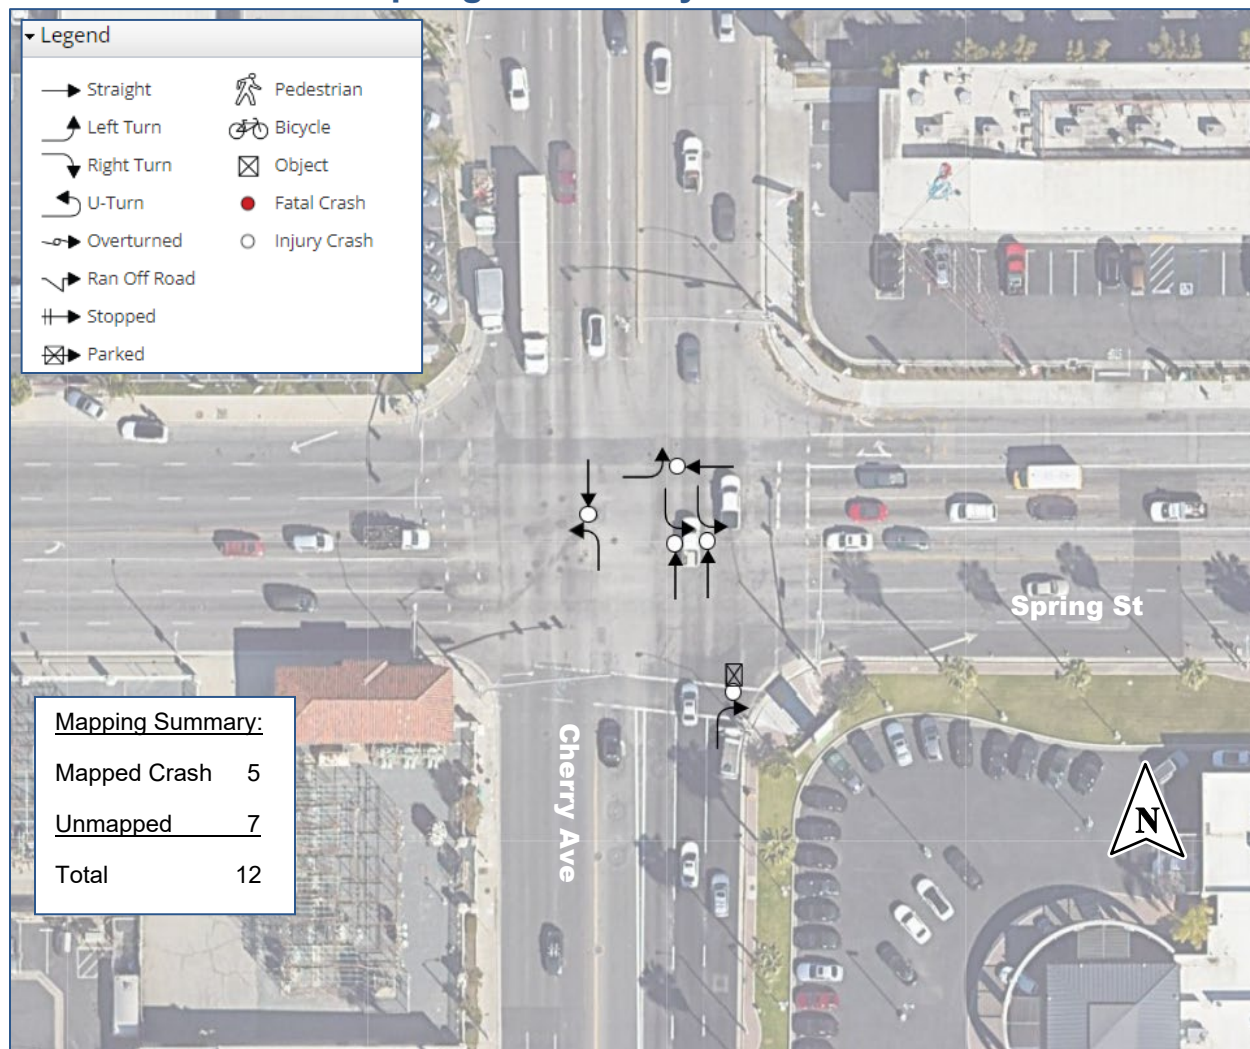 Legend
Straight
Pedestrian
Left Turn
Bicycle
Right Turn
Object
U-Turn
Fatal Crash
Overturned
Injury Crash
Ran Off Road
Stopped
Parked
Spring St
Mapping Summary:
Mapped Crash 5
Unmapped 7
Total 12
Cherry Ave
N